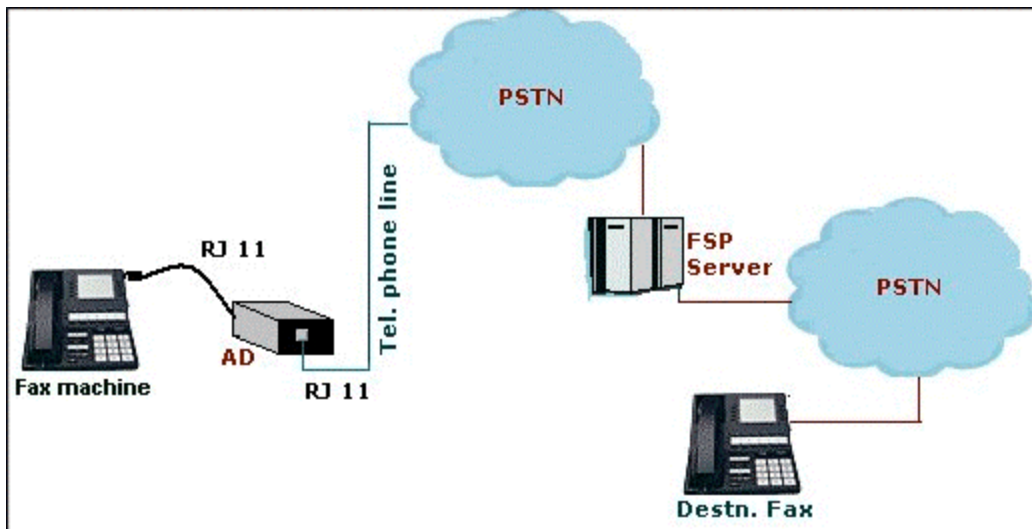 PSTN
Tel. phone line
RJ 11
FSP
Server
PSTN
AD
Fax machine
RJ 11
Destn. Fax